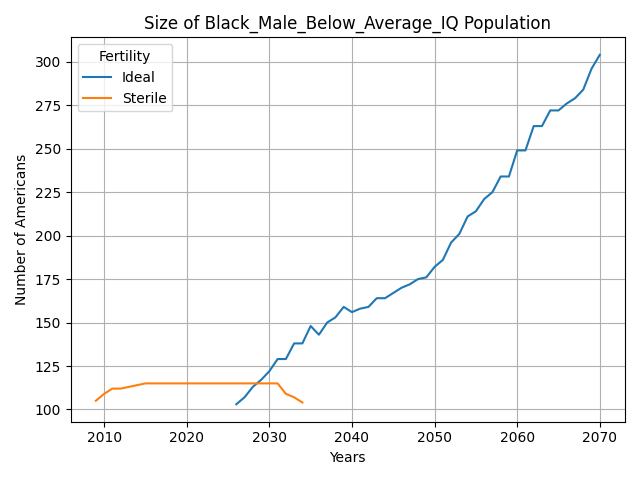 Size of Black_Male_Below_Average_IQ Population
Fertility
Ideal
Sterile
Number of Americans
300
275
250
225
200
175
150
125
100
2010 2020 2030 2040 2050 2060 2070
Years